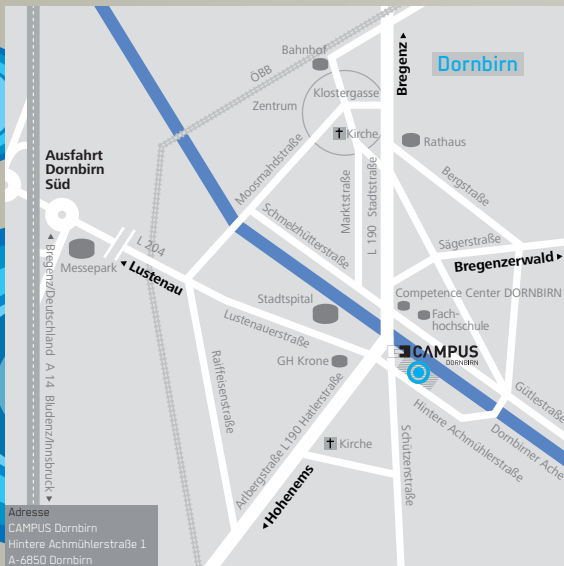 Bahnhof
ÖBB
Bregenz
Dornbirn
Zentrum
Klostergasse
Kirche
Rathaus
Ausfahrt
Dornbirn
Süd
Moosmahdstraße
Marktstraße
L 190 Stadtstraße
Bergstraße
Schmelzhütterstraße
Sägerstraße
Bregenzerwald
L 204
Messepark
Lustenau
Stadtspital
Competence Center DORNBIRN
Fach-
hochschule
Lustenauerstraße
CAMPUS
DORNBIRN
GH Krone
Raiffeisenstraße
Gütlestraße
Hintere Achmühlerstraße
Dornbirner Ache
Arlbergstraße L190 Hatlerstraße
Kirche
Schützenstraße
Hohenems
Bregenz/Deutschland A 14 Bludenz/Innsbruck
Adresse
CAMPUS Dornbirn
Hintere Achmühlerstraße 1
A-6850 Dornbirn